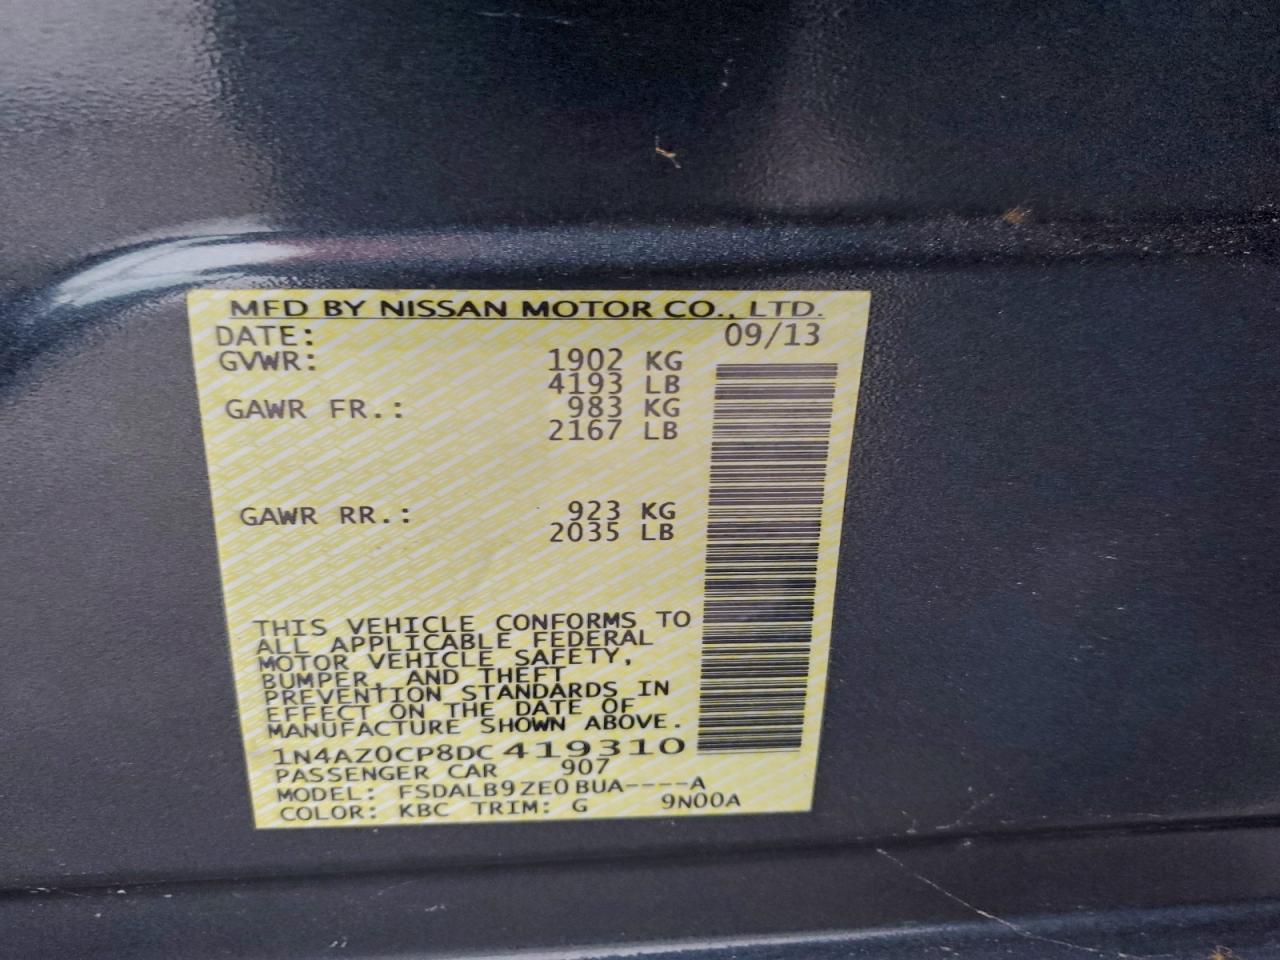 MFD BY NISSAN MOTOR CO., LTD.
DATE: 09/13
GVWR: 1902 KG
4193 LB
GAWR FR.: 983 KG
2167 LB
GAWR RR.: 923 KG
2035 LB
THIS VEHICLE CONFORMS TO
ALL APPLICABLE FEDERAL
MOTOR VEHICLE SAFETY,
BUMPER, AND THEFT
PREVENTION STANDARDS IN
EFFECT ON THE DATE OF
MANUFACTURE SHOWN ABOVE.
1N4AZ0CP8DC419310
PASSENGER CAR 907
MODEL: FSDALB9ZE0BUA----A
COLOR: KBC TRIM: G 9N00A